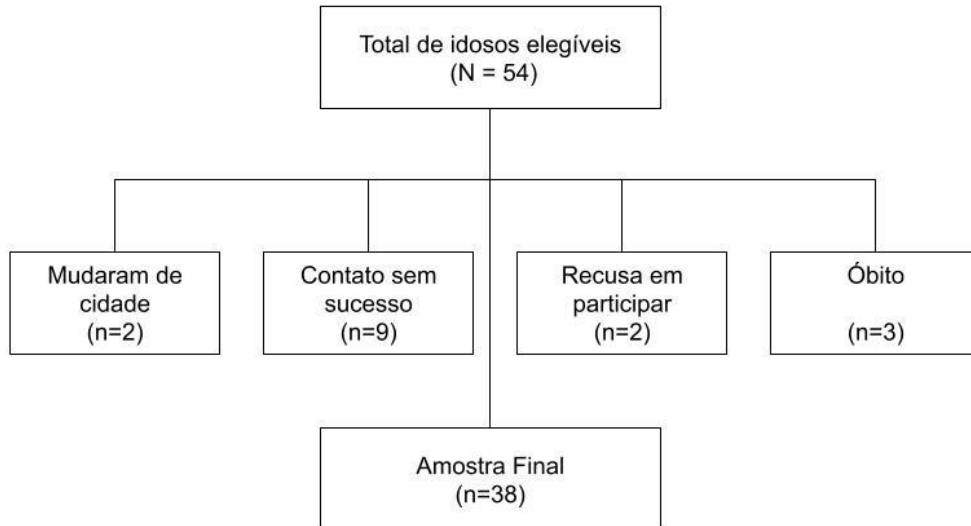 Total de idosos elegíveis
(N = 54)
Mudaram de
cidade
(n=2)
Contato sem
sucesso
(n=9)
Recusa em
participar
(n=2)
Óbito
(n=3)
Amostra Final
(n=38)